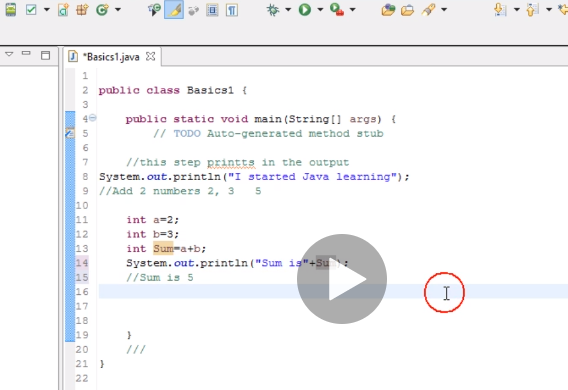 *Basics1.java
1
2 public class Basics1 {
3
4 public static void main(String[] args) {
5 // TODO Auto-generated method stub
6
7 //this step printts in the output
8 System.out.println("I started Java learning");
9 //Add 2 numbers 2, 3 5
10
11 int a=2;
12 int b=3;
13 int Sum=a+b;
14 System.out.println("Sum is"+Sum);
15 //Sum is 5
16
17
18
19 }
20 ///
21 }
22